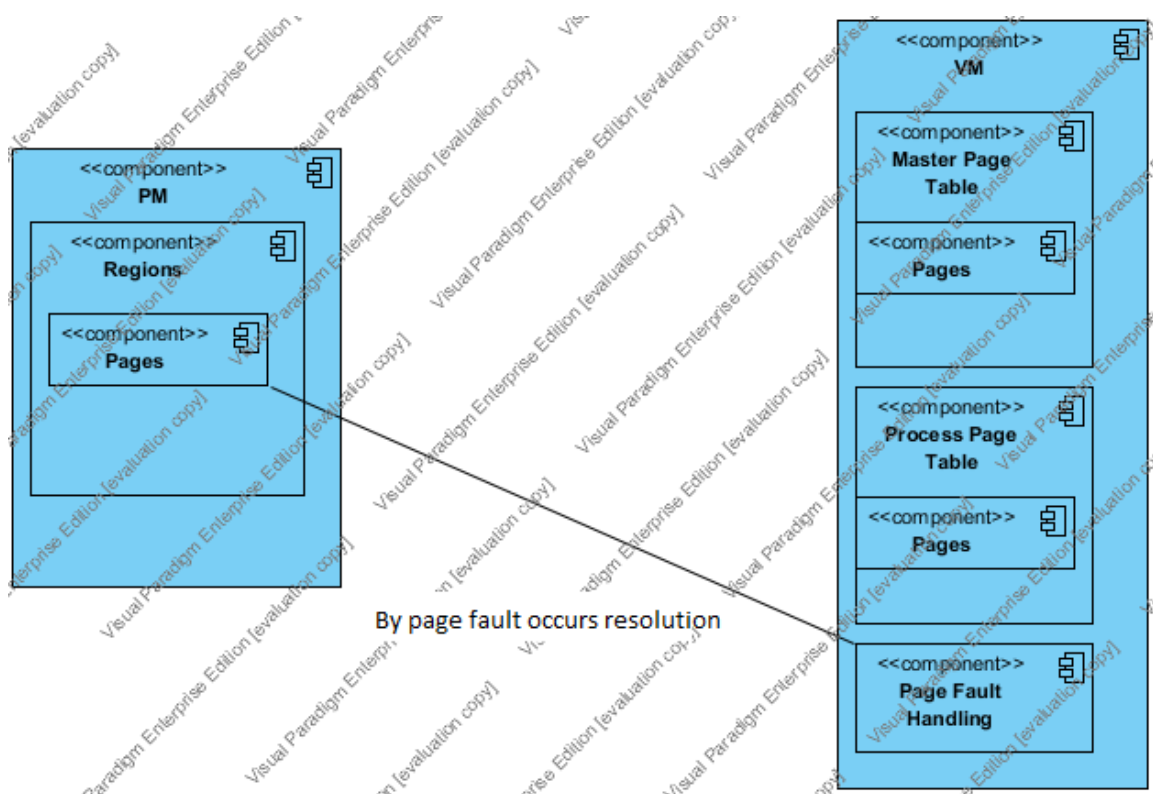 <<component>>
PM
<<component>>
Regions
<<component>>
Pages
<<component>>
VM
<<component>>
Master Page
Table
<<component>>
Pages
<<component>>
Process Page
Table
<<component>>
Pages
<<component>>
Page Fault
Handling
By page fault occurs resolution
Visual Paradigm Enterprise Edition [evaluation copy]